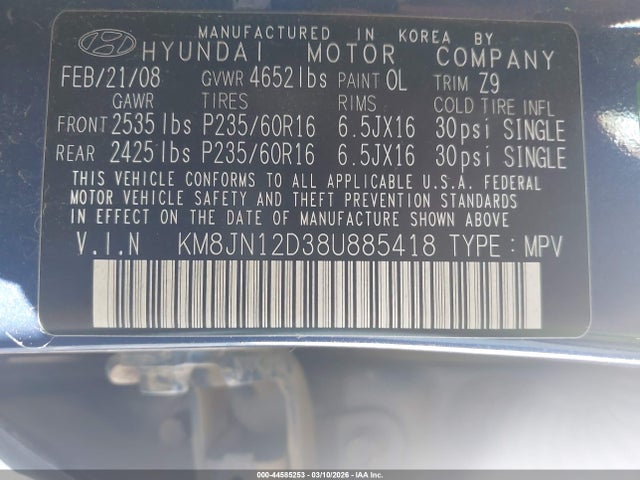 MANUFACTURED IN KOREA BY
HYUNDAI MOTOR COMPANY
FEB/21/08 GVWR 4652lbs PAINT OL TRIM Z9
GAWR TIRES RIMS COLD TIRE INFL
FRONT 2535lbs P235/60R16 6.5JX16 30psi SINGLE
REAR 2425lbs P235/60R16 6.5JX16 30psi SINGLE
THIS VEHICLE CONFORMS TO ALL APPLICABLE U.S.A. FEDERAL
MOTOR VEHICLE SAFETY AND THEFT PREVENTION STANDARDS
IN EFFECT ON THE DATE OF MANUFACTURE SHOWN ABOVE.
V.I.N KM8JN12D38U885418 TYPE : MPV
000-44585253 - 03/10/2026 - COPYRIGHT IAA, INC.